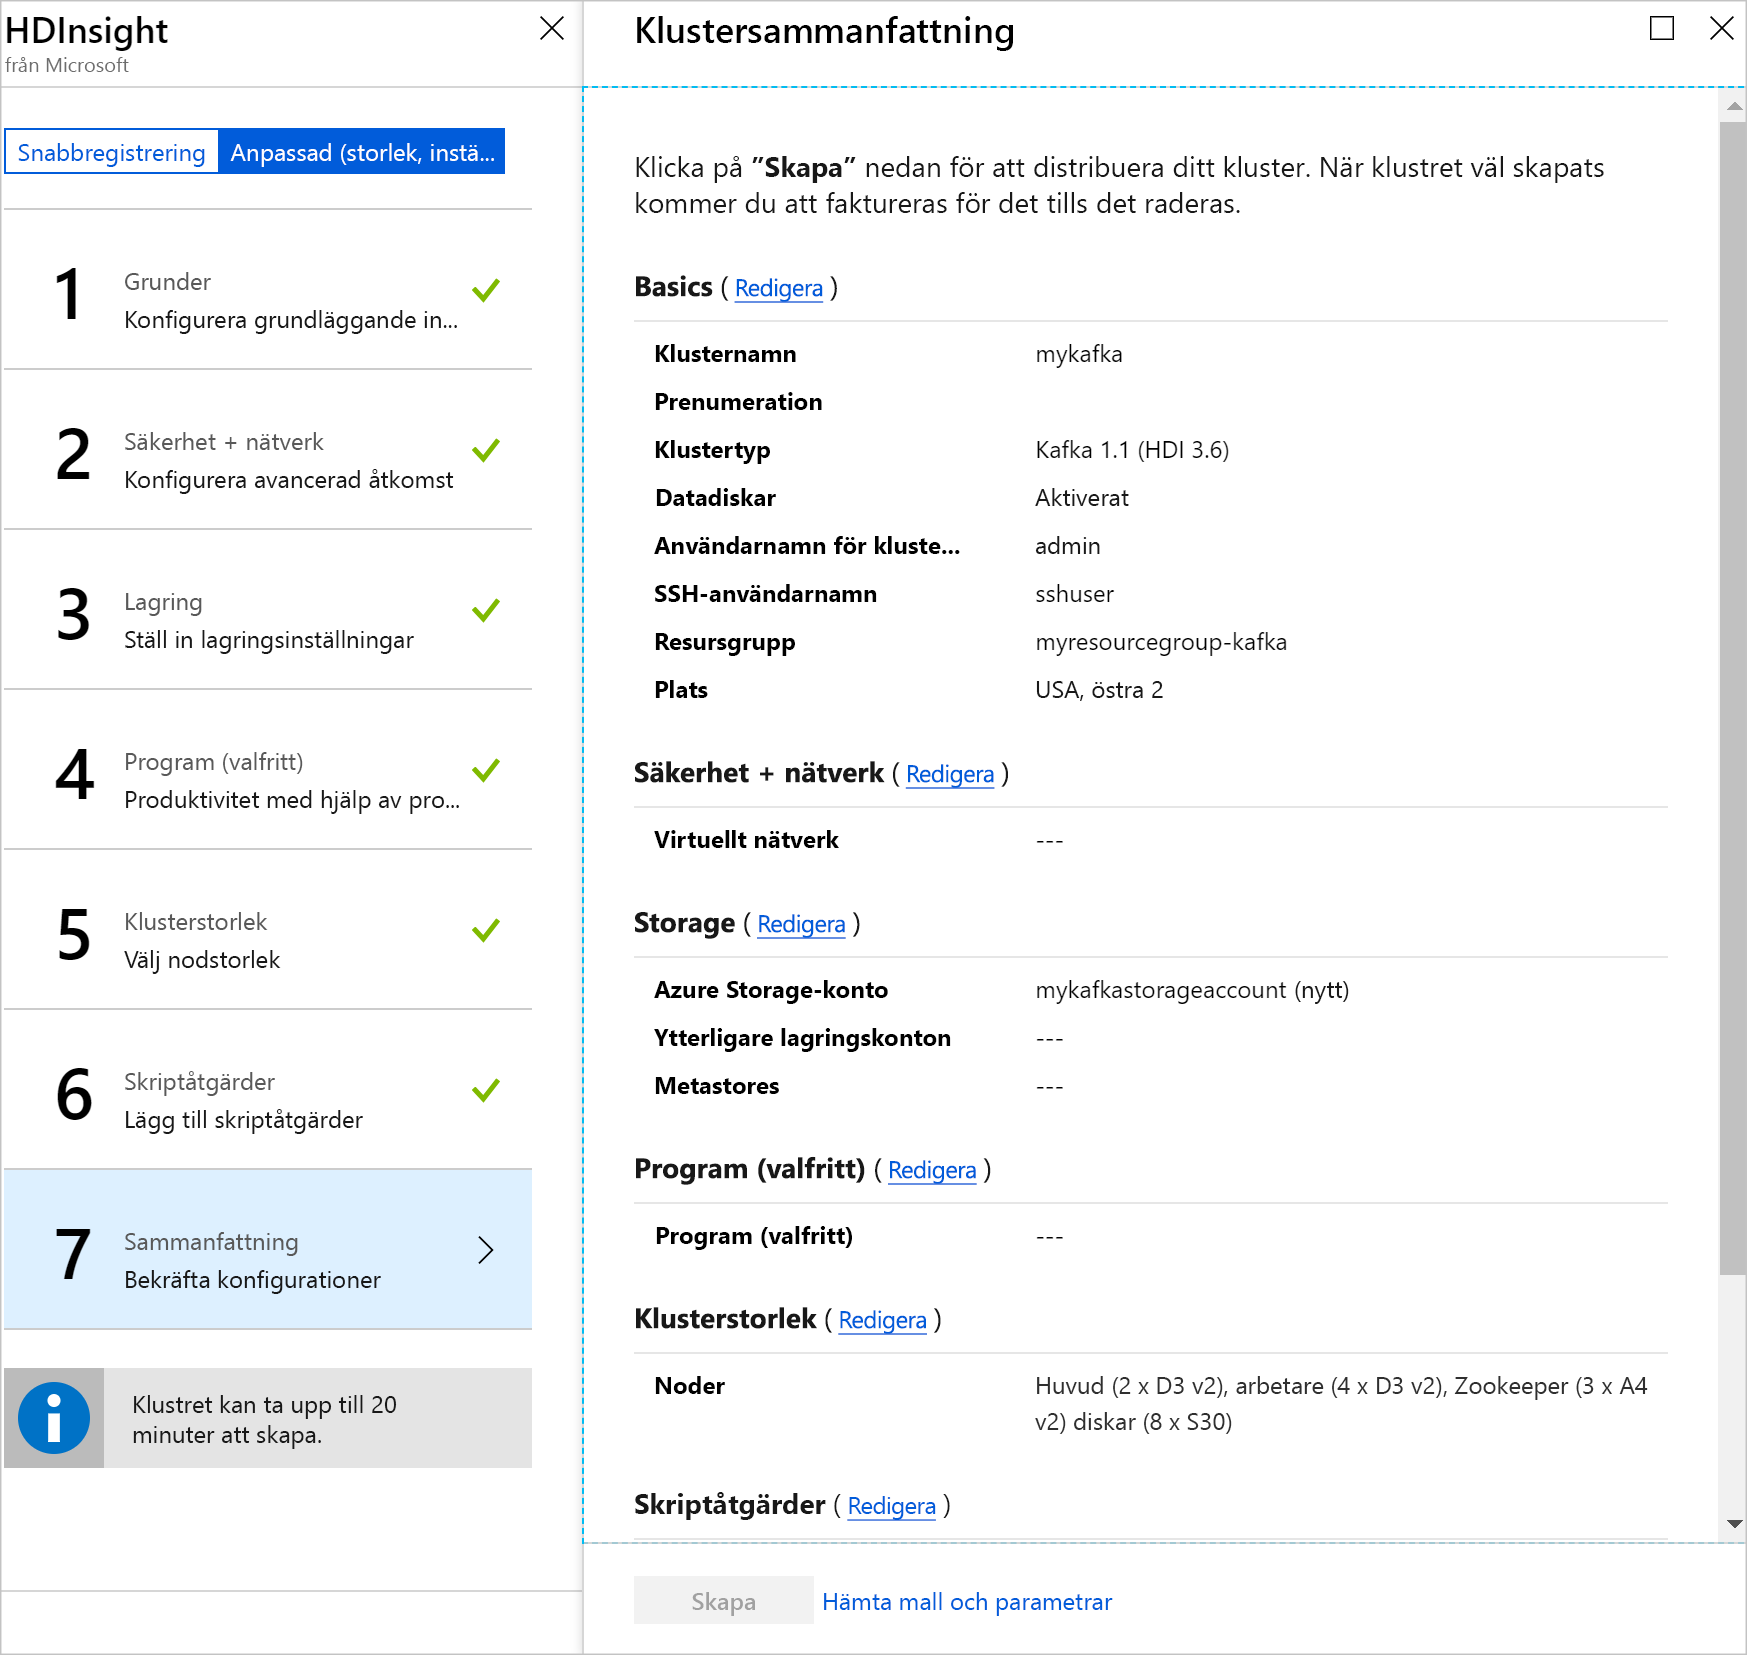 HDInsight
från Microsoft
Snabbregistrering
Anpassad (storlek, instä...
1
Grunder
Konfigurera grundläggande in...
2
Säkerhet + nätverk
Konfigurera avancerad åtkomst
3
Lagring
Ställ in lagringsinställningar
4
Program (valfritt)
Produktivitet med hjälp av pro...
5
Klusterstorlek
Välj nodstorlek
6
Skriptåtgärder
Lägg till skriptåtgärder
7
Sammanfattning
Bekräfta konfigurationer
Klustret kan ta upp till 20
minuter att skapa.
Klustersammanfattning
Klicka på ”Skapa” nedan för att distribuera ditt kluster. När klustret väl skapats
kommer du att faktureras för det tills det raderas.
Basics ( Redigera )
Klusternamn mykafka
Prenumeration
Klustertyp Kafka 1.1 (HDI 3.6)
Datadiskar Aktiverat
Användarnamn för kluste... admin
SSH-användarnamn sshuser
Resursgrupp myresourcegroup-kafka
Plats USA, östra 2
Säkerhet + nätverk ( Redigera )
Virtuellt nätverk ---
Storage ( Redigera )
Azure Storage-konto mykafkastorageaccount (nytt)
Ytterligare lagringskonton ---
Metastores ---
Program (valfritt) ( Redigera )
Program (valfritt) ---
Klusterstorlek ( Redigera )
Noder Huvud (2 x D3 v2), arbetare (4 x D3 v2), Zookeeper (3 x A4
v2) diskar (8 x S30)
Skriptåtgärder ( Redigera )
Skapa
Hämta mall och parametrar